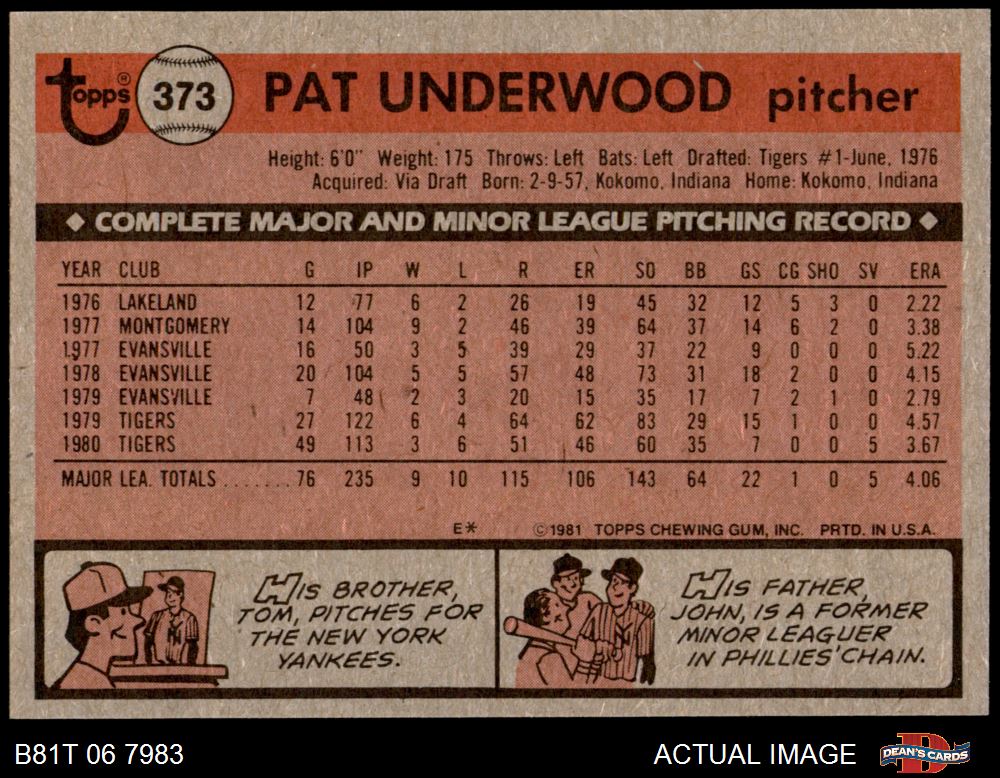 Topps® 373 PAT UNDERWOOD pitcher
Height: 6'0" Weight: 175 Throws: Left Bats: Left Drafted: Tigers #1-June, 1976
Acquired: Via Draft Born: 2-9-57, Kokomo, Indiana Home: Kokomo, Indiana
◆ COMPLETE MAJOR AND MINOR LEAGUE PITCHING RECORD ◆
YEAR CLUB G IP W L R ER SO BB GS CG SHO SV ERA
1976 LAKELAND 12 77 6 2 26 19 45 32 12 5 3 0 2.22
1977 MONTGOMERY 14 104 9 2 46 39 64 37 14 6 2 0 3.38
1977 EVANSVILLE 16 50 3 5 39 29 37 22 9 0 0 0 5.22
1978 EVANSVILLE 20 104 5 5 57 48 73 31 18 2 0 0 4.15
1979 EVANSVILLE 7 48 2 3 20 15 35 17 7 2 1 0 2.79
1979 TIGERS 27 122 6 4 64 62 83 29 15 1 0 0 4.57
1980 TIGERS 49 113 3 6 51 46 60 35 7 0 0 5 3.67
MAJOR LEA. TOTALS ....... 76 235 9 10 115 106 143 64 22 1 0 5 4.06
E* ©1981 TOPPS CHEWING GUM, INC. PRTD. IN U.S.A.
HIS BROTHER,
TOM, PITCHES FOR
THE NEW YORK
YANKEES.
HIS FATHER,
JOHN, IS A FORMER
MINOR LEAGUER
IN PHILLIES' CHAIN.
B81T 06 7983 ACTUAL IMAGE DEAN'S CARDS